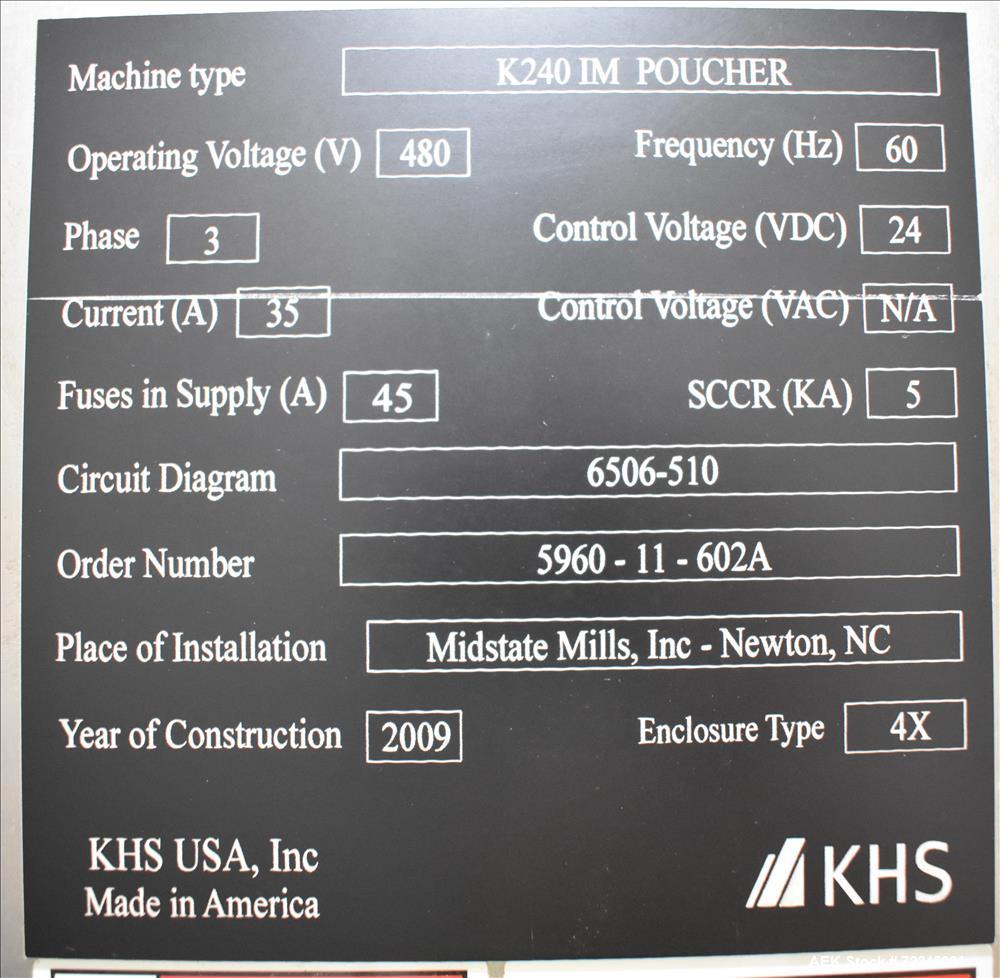 Machine type K240 IM POUCHER
Operating Voltage (V) 480 Frequency (Hz) 60
Phase 3 Control Voltage (VDC) 24
Current (A) 35 Control Voltage (VAC) N/A
Fuses in Supply (A) 45 SCCR (KA) 5
Circuit Diagram 6506-510
Order Number 5960 - 11 - 602A
Place of Installation Midstate Mills, Inc - Newton, NC
Year of Construction 2009 Enclosure Type 4X
KHS USA, Inc
Made in America
KHS
AEK Stock #